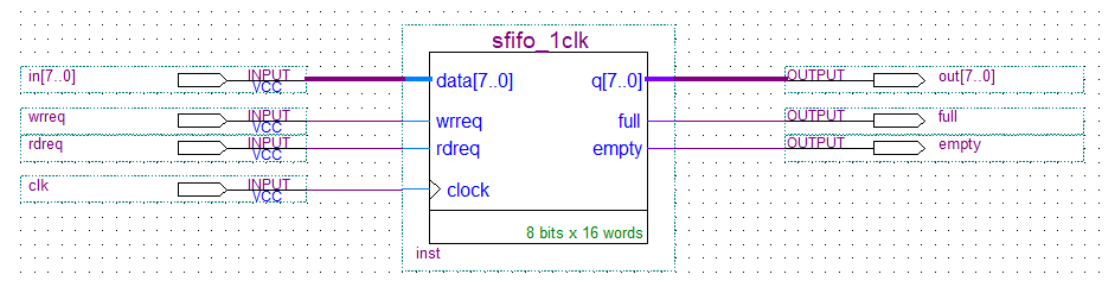 sfifo_1clk
in[7..0] INPUT VCC data[7..0] q[7..0] OUTPUT out[7..0]
wrreq INPUT VCC wrreq full OUTPUT full
rdreq INPUT VCC rdreq empty OUTPUT empty
clk INPUT VCC clock
8 bits x 16 words
inst